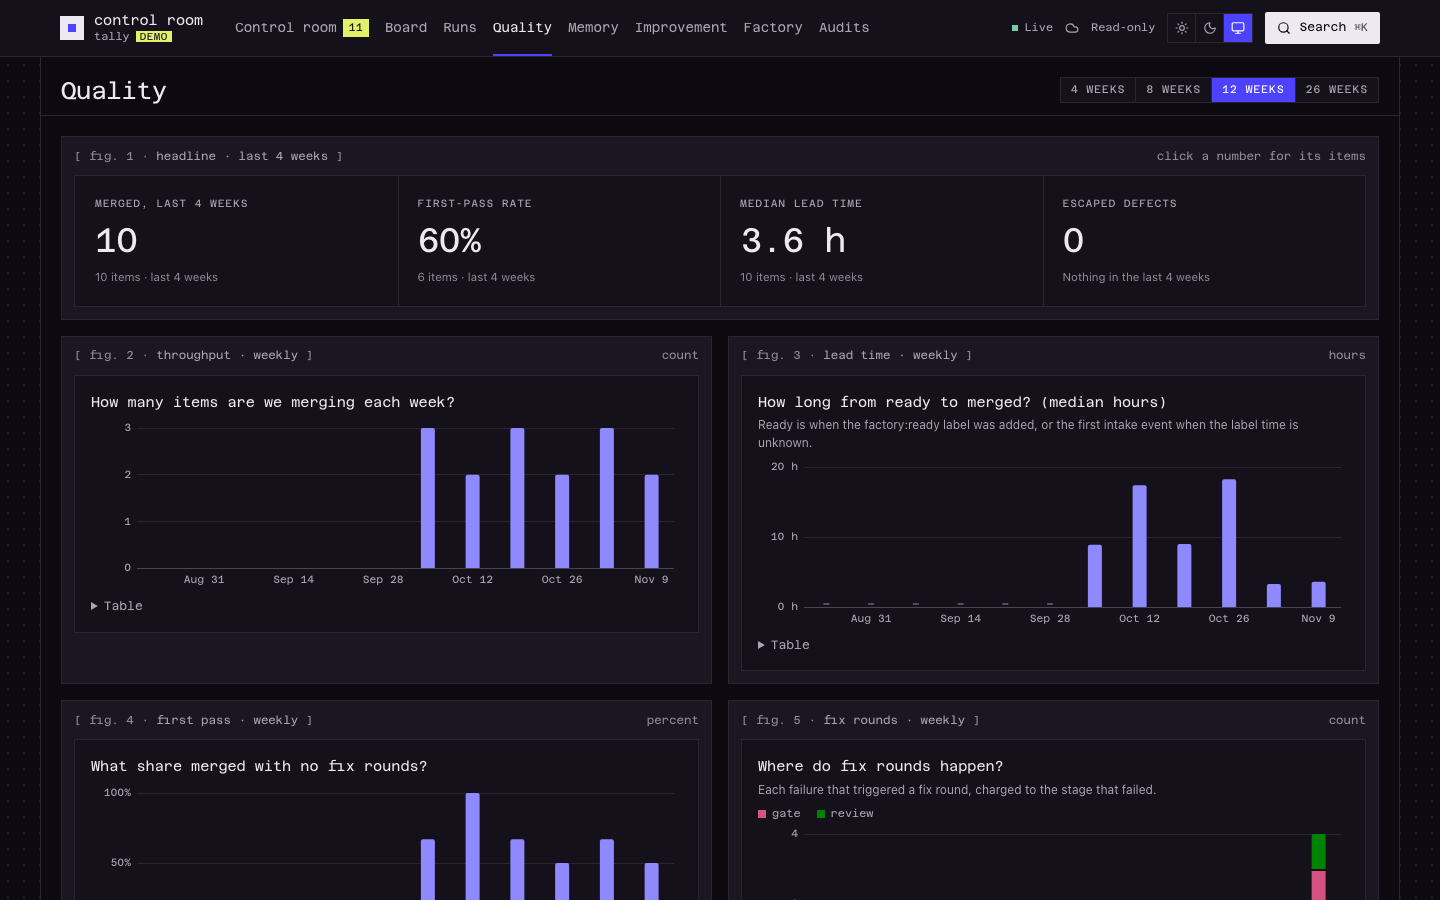 control room
tally DEMO
Control room 11 Board Runs Quality Memory Improvement Factory Audits
Live Read-only
Search ⌘K
Quality
4 WEEKS 8 WEEKS 12 WEEKS 26 WEEKS
[ fig. 1 · headline · last 4 weeks ]
click a number for its items
MERGED, LAST 4 WEEKS
10
10 items · last 4 weeks
FIRST-PASS RATE
60%
6 items · last 4 weeks
MEDIAN LEAD TIME
3.6 h
10 items · last 4 weeks
ESCAPED DEFECTS
0
Nothing in the last 4 weeks
[ fig. 2 · throughput · weekly ]
count
How many items are we merging each week?
3
2
1
0
Aug 31 Sep 14 Sep 28 Oct 12 Oct 26 Nov 9
Table
[ fig. 3 · lead time · weekly ]
hours
How long from ready to merged? (median hours)
Ready is when the factory:ready label was added, or the first intake event when the label time is
unknown.
20 h
10 h
0 h
Aug 31 Sep 14 Sep 28 Oct 12 Oct 26 Nov 9
Table
[ fig. 4 · first pass · weekly ]
percent
What share merged with no fix rounds?
100%
50%
[ fig. 5 · fix rounds · weekly ]
count
Where do fix rounds happen?
Each failure that triggered a fix round, charged to the stage that failed.
gate review
4